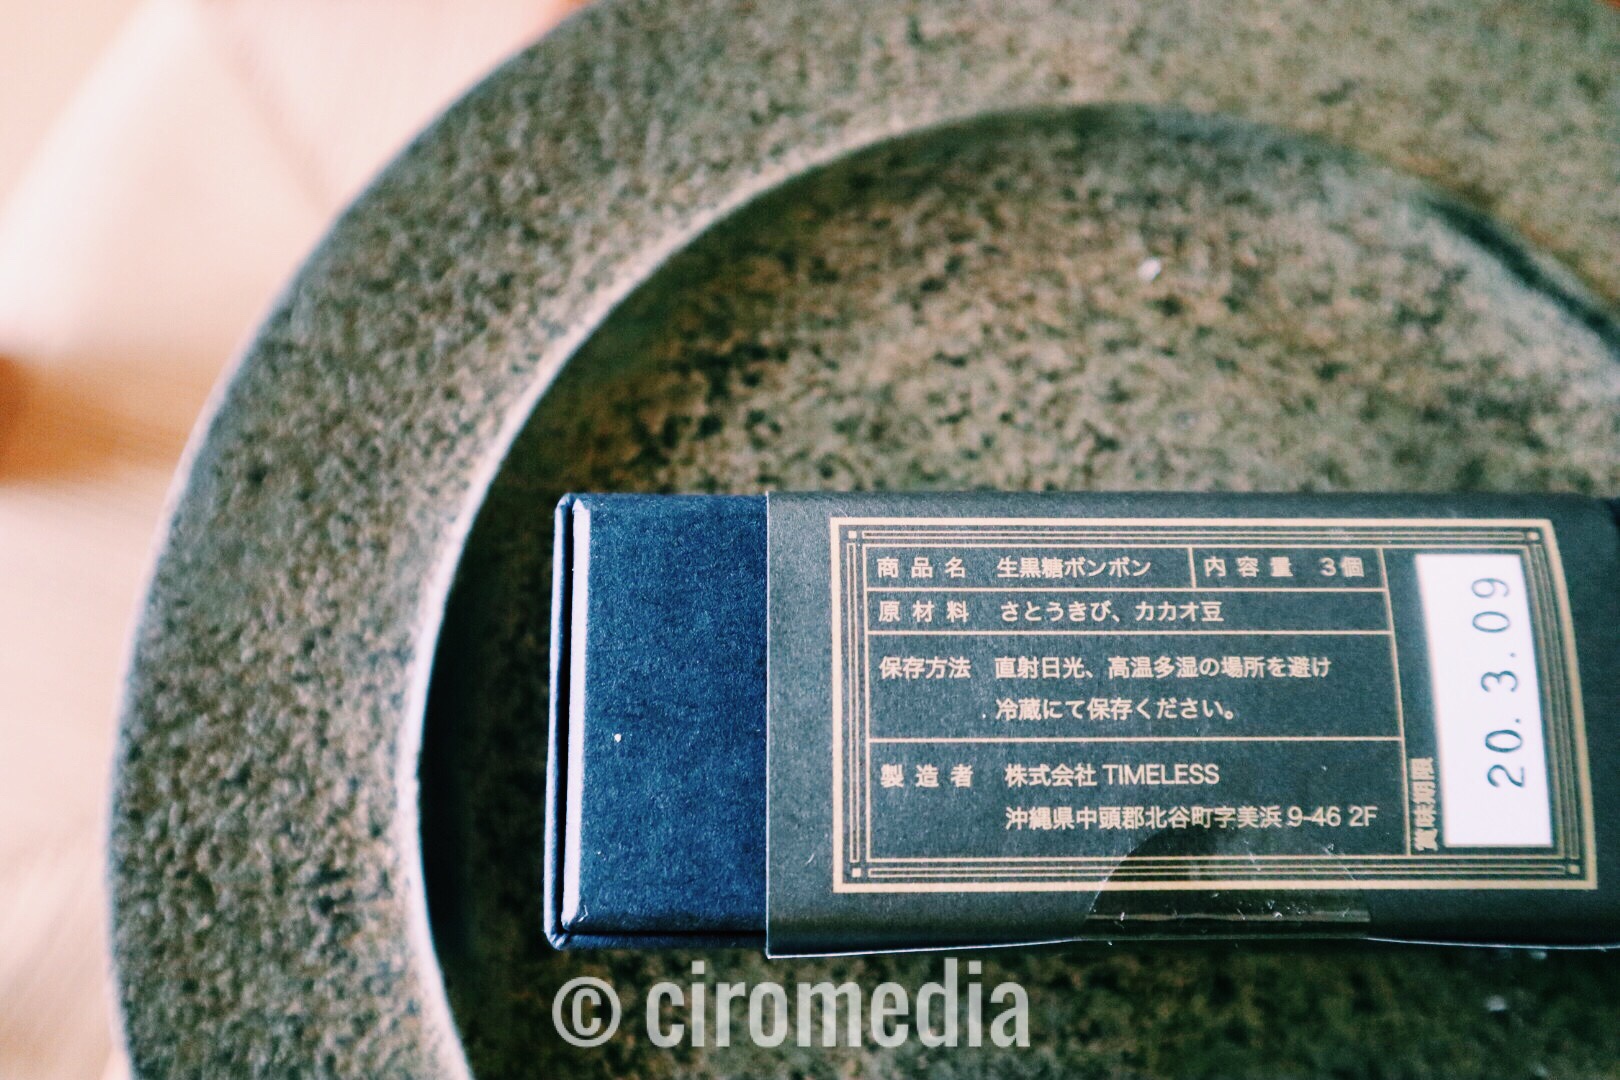 商品名 生黒糖ボンボン 内容量 3個
原材料 さとうきび、カカオ豆
保存方法 直射日光、高温多湿の場所を避け
冷蔵にて保存ください。
製造者 株式会社 TIMELESS
沖縄県中頭郡北谷町字美浜 9-46 2F
賞味期限
20.3.09
© ciromedia